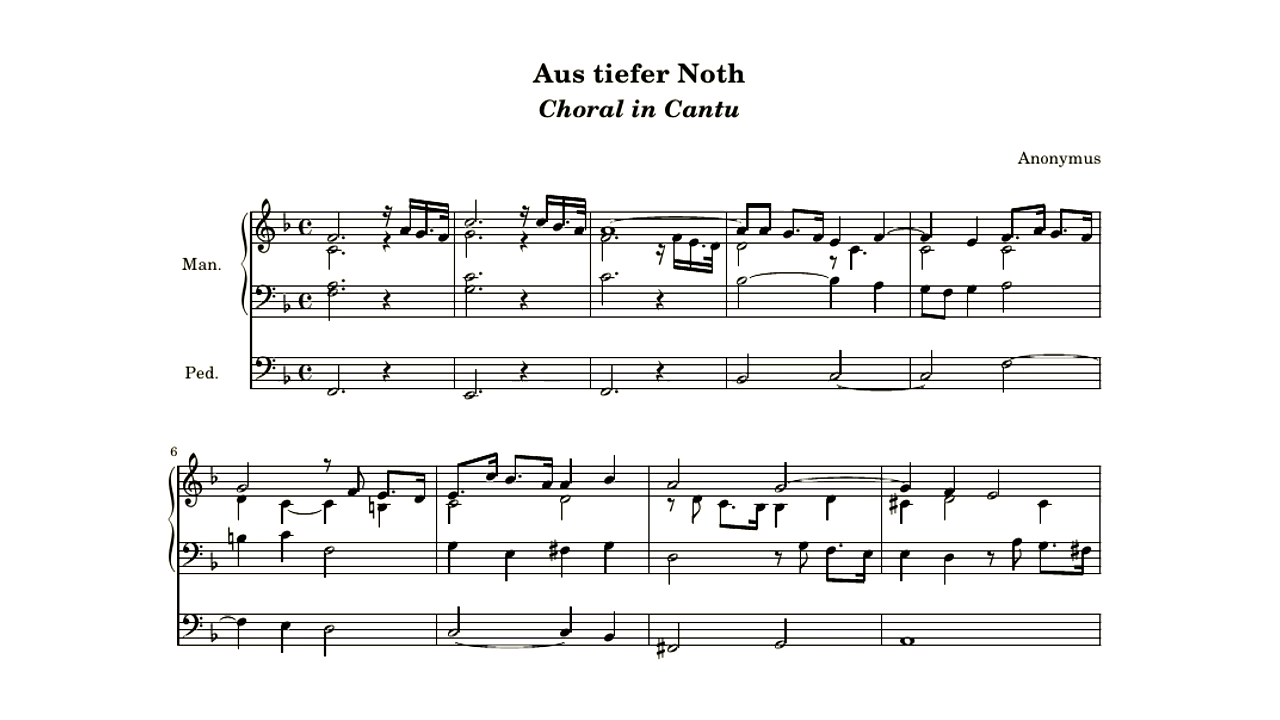 Aus tiefer Noth
Choral in Cantu
Anonymus
Man.
Ped.
6